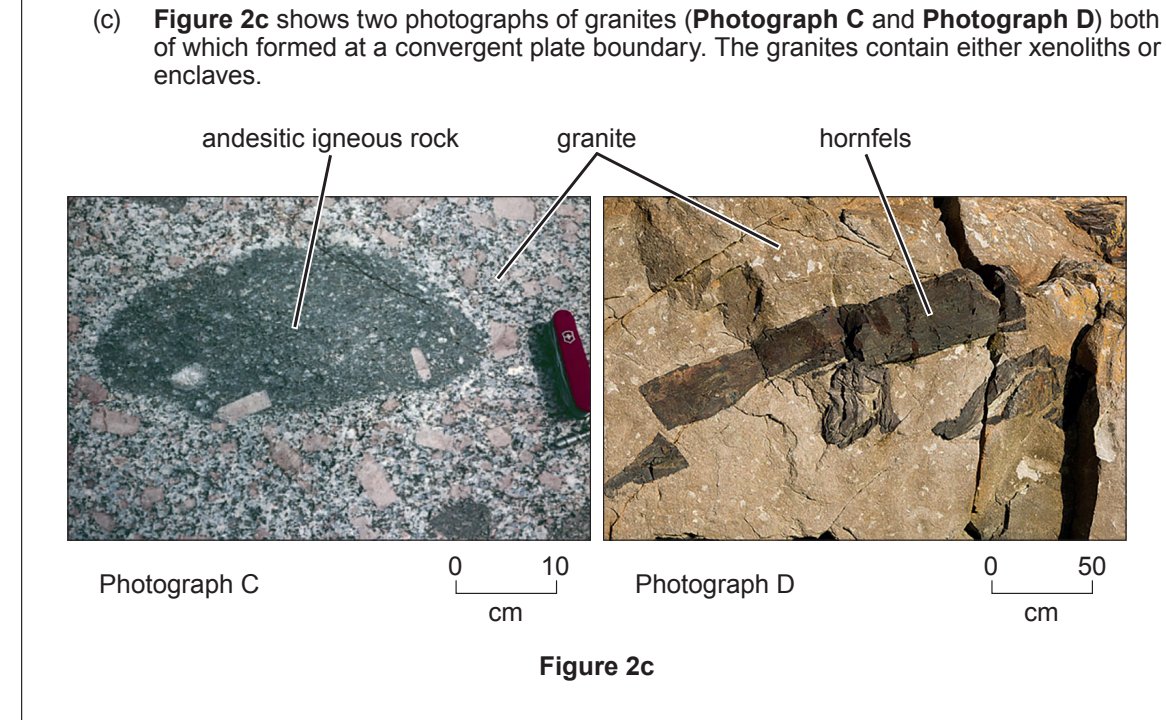 (c) Figure 2c shows two photographs of granites (Photograph C and Photograph D) both
of which formed at a convergent plate boundary. The granites contain either xenoliths or
enclaves.
andesitic igneous rock granite hornfels
Photograph C 0 10 Photograph D 0 50
cm cm
Figure 2c